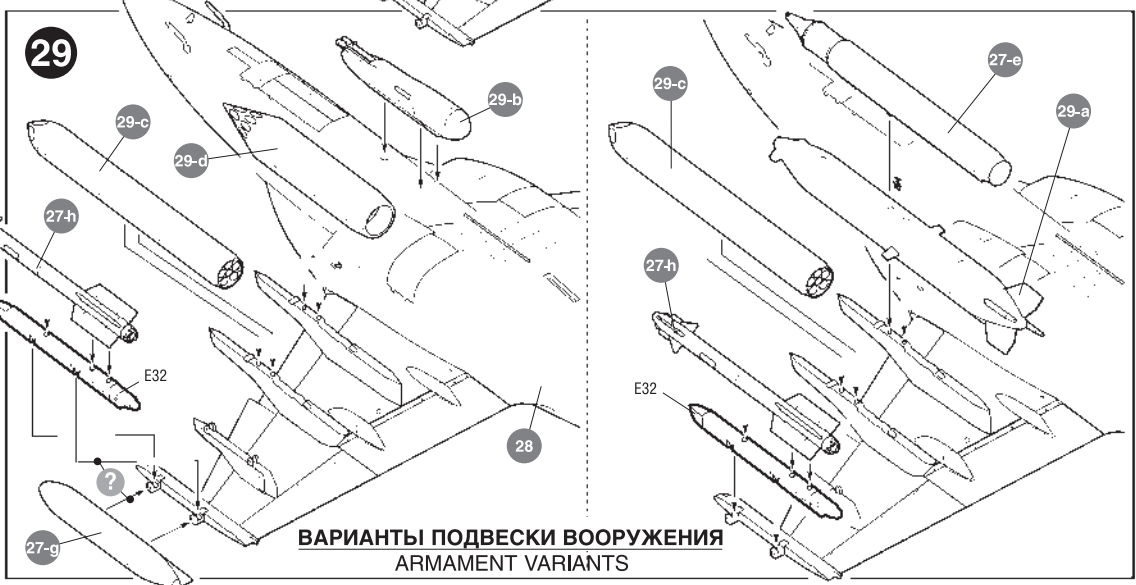 29
29-b
29-c
29-d
27-h
E32
?
27-g
28
27-e
29-c
29-a
27-h
E32
ВАРИАНТЫ ПОДВЕСКИ ВООРУЖЕНИЯ
ARMAMENT VARIANTS